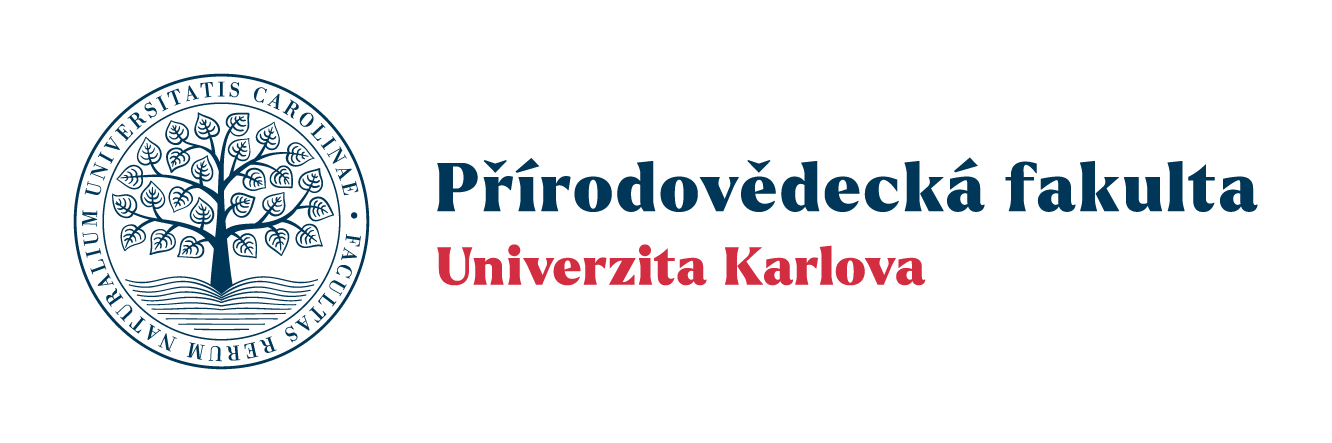 UNIVERSITATIS CAROLINAE • FACULTAS RERUM NATURALIUM
Přírodovědecká fakulta
Univerzita Karlova